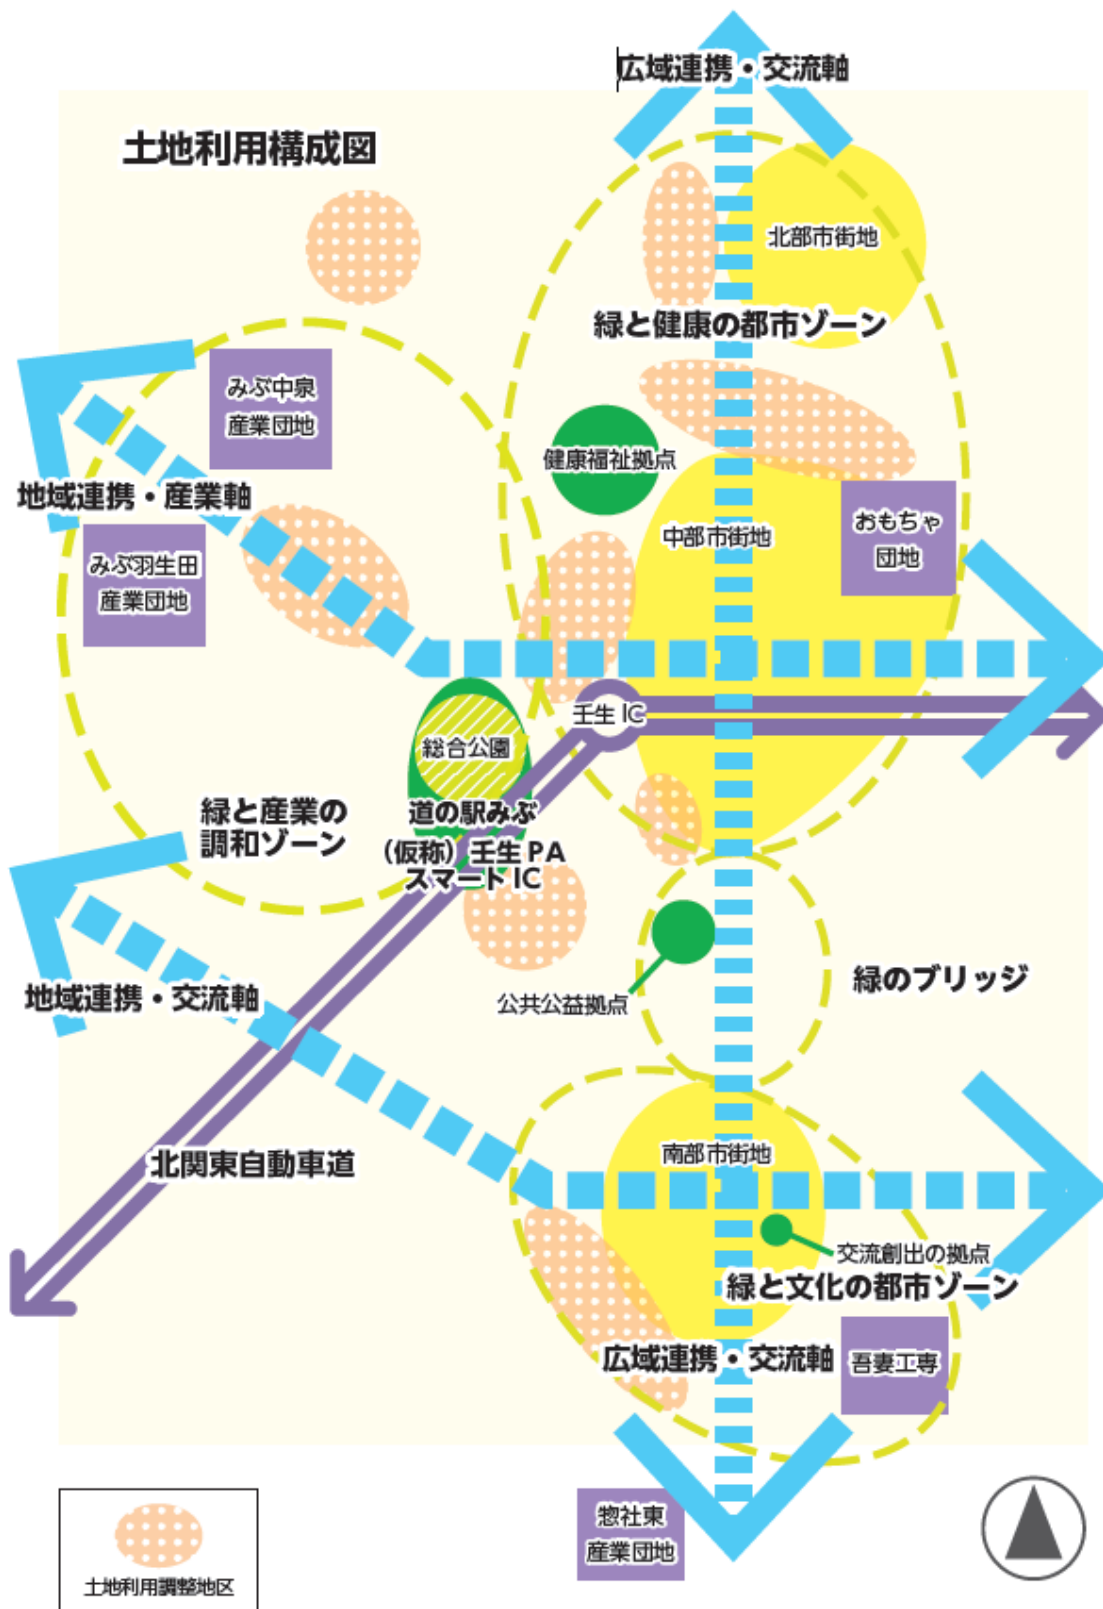 広域連携・交流軸
土地利用構成図
北部市街地
緑と健康の都市ゾーン
みぶ中泉
産業団地
健康福祉拠点
地域連携・産業軸
おもちゃ
団地
中部市街地
みぶ羽生田
産業団地
壬生 IC
総合公園
緑と産業の
調和ゾーン
道の駅みぶ
(仮称) 壬生 PA
スマート IC
緑のブリッジ
地域連携・交流軸
公共公益拠点
北関東自動車道
南部市街地
交流創出の拠点
緑と文化の都市ゾーン
広域連携・交流軸
吾妻工専
惣社東
産業団地
土地利用調整地区